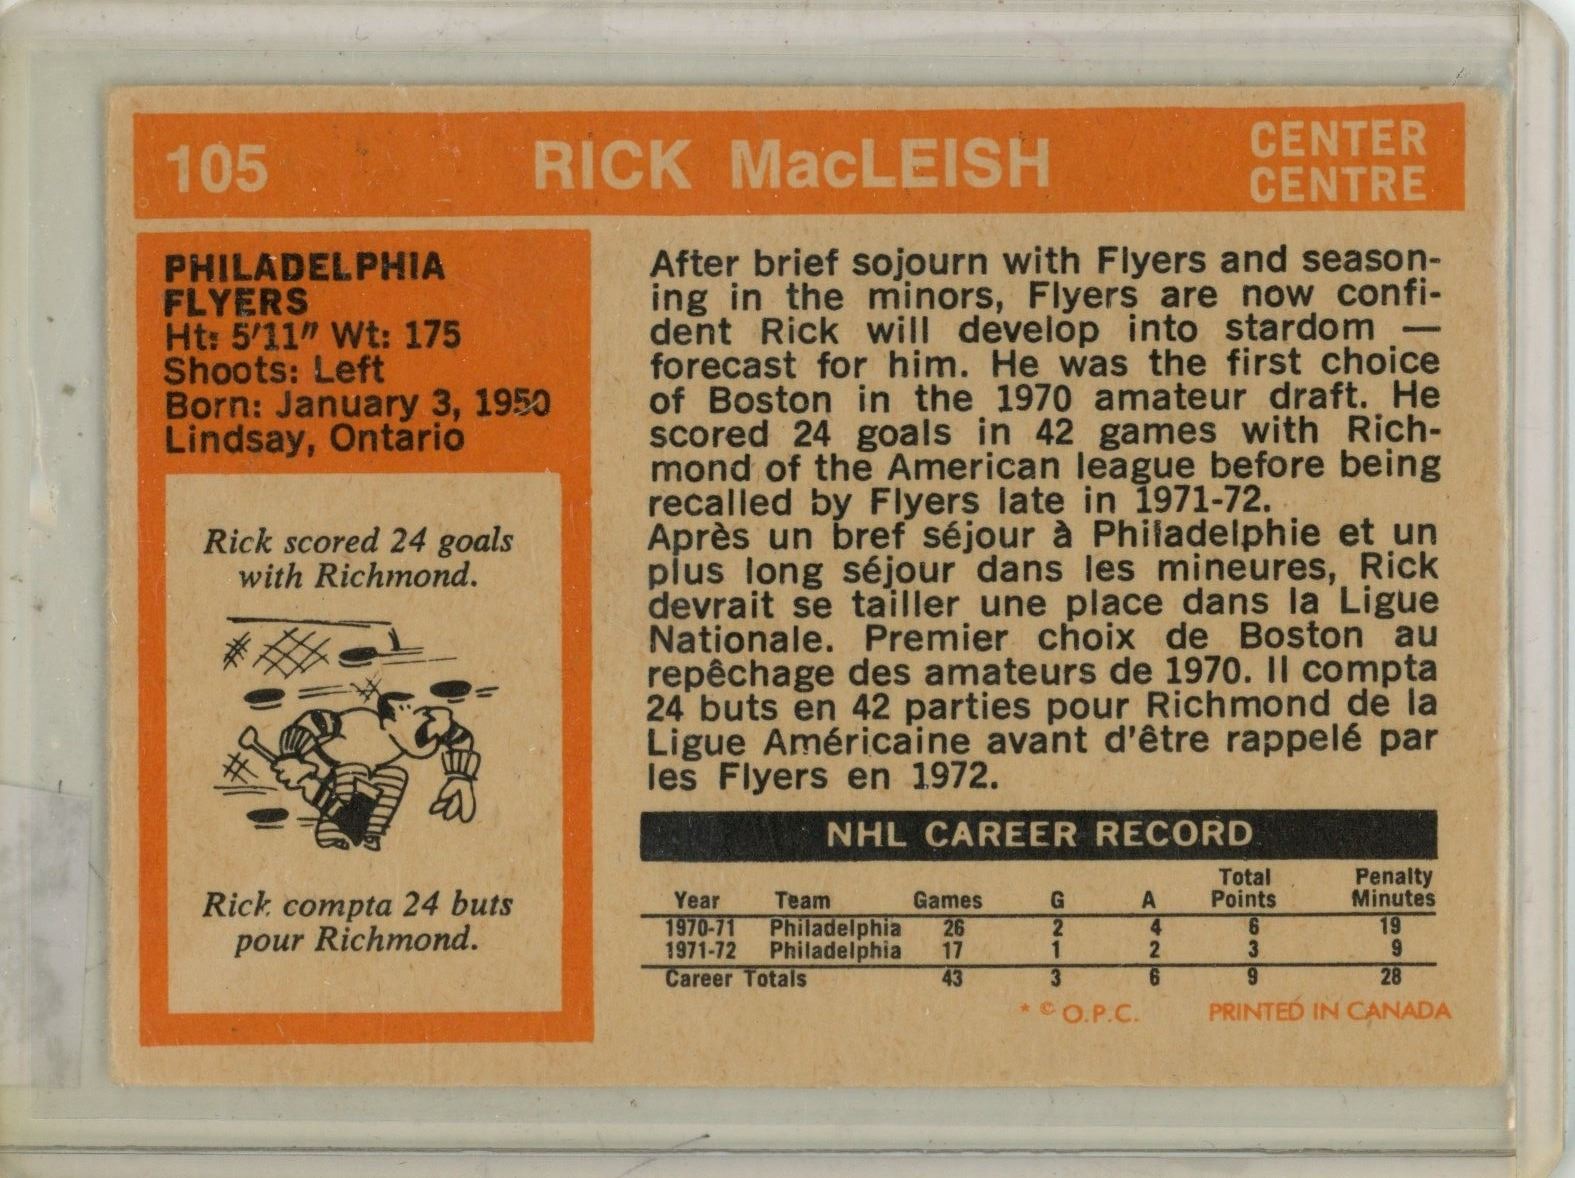 105
RICK MacLEISH
CENTER
CENTRE
PHILADELPHIA
FLYERS
Ht: 5'11" Wt: 175
Shoots: Left
Born: January 3, 1950
Lindsay, Ontario
Rick scored 24 goals
with Richmond.
Rick compta 24 buts
pour Richmond.
After brief sojourn with Flyers and season-
ing in the minors, Flyers are now confi-
dent Rick will develop into stardom —
forecast for him. He was the first choice
of Boston in the 1970 amateur draft. He
scored 24 goals in 42 games with Rich-
mond of the American league before being
recalled by Flyers late in 1971-72.
Après un bref séjour à Philadelphie et un
plus long séjour dans les mineures, Rick
devrait se tailler une place dans la Ligue
Nationale. Premier choix de Boston au
repêchage des amateurs de 1970. Il compta
24 buts en 42 parties pour Richmond de la
Ligue Américaine avant d'être rappelé par
les Flyers en 1972.
NHL CAREER RECORD
Year Team Games G A Total Points Penalty Minutes
1970-71 Philadelphia 26 2 4 6 19
1971-72 Philadelphia 17 1 2 3 9
Career Totals 43 3 6 9 28
* © O.P.C. PRINTED IN CANADA